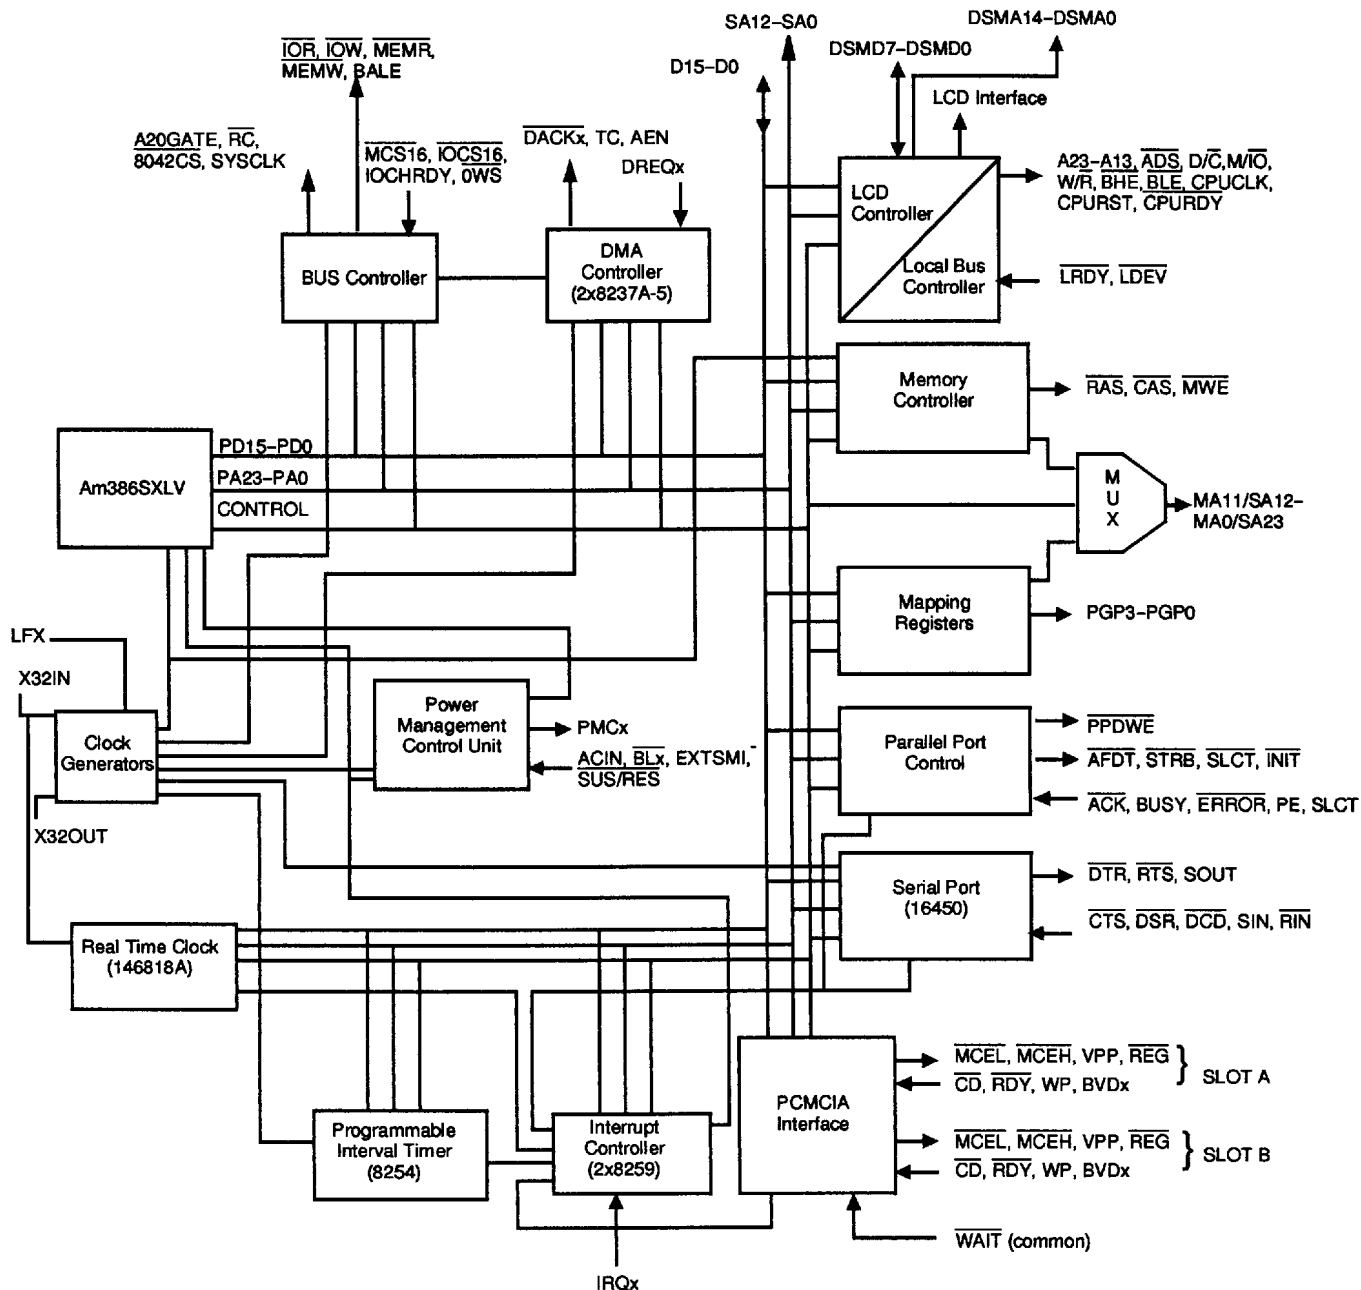 SA12–SA0
DSMA14–DSMA0
IOR, IOW, MEMR,
MEMW, BALE
DSMD7–DSMD0
D15–D0
LCD Interface
A20GATE, RC,
8042CS, SYSCLK
MCS16, IOCS16,
IOCHRDY, 0WS
DACKx, TC, AEN
DREQx
A23–A13, ADS, D/C, M/IO,
W/R, BHE, BLE, CPUCLK,
CPURST, CPURDY
LCD
Controller
BUS Controller
DMA
Controller
(2x8237A-5)
Local Bus
Controller
LRDY, LDEV
Memory
Controller
RAS, CAS, MWE
Am386SXLV
PD15–PD0
PA23–PA0
CONTROL
M
U
X
MA11/SA12–
MA0/SA23
Mapping
Registers
PGP3–PGP0
LFX
X32IN
Clock
Generators
X32OUT
Power
Management
Control Unit
PMCx
ACIN, BLx, EXTSMI,
SUS/RES
Parallel Port
Control
PPDWE
AFDT, STRB, SLCT, INIT
ACK, BUSY, ERROR, PE, SLCT
Serial Port
(16450)
DTR, RTS, SOUT
CTS, DSR, DCD, SIN, RIN
Real Time Clock
(146818A)
Programmable
Interval Timer
(8254)
Interrupt
Controller
(2x8259)
IRQx
PCMCIA
Interface
MCEL, MCEH, VPP, REG
CD, RDY, WP, BVDx
SLOT A
MCEL, MCEH, VPP, REG
CD, RDY, WP, BVDx
SLOT B
WAIT (common)